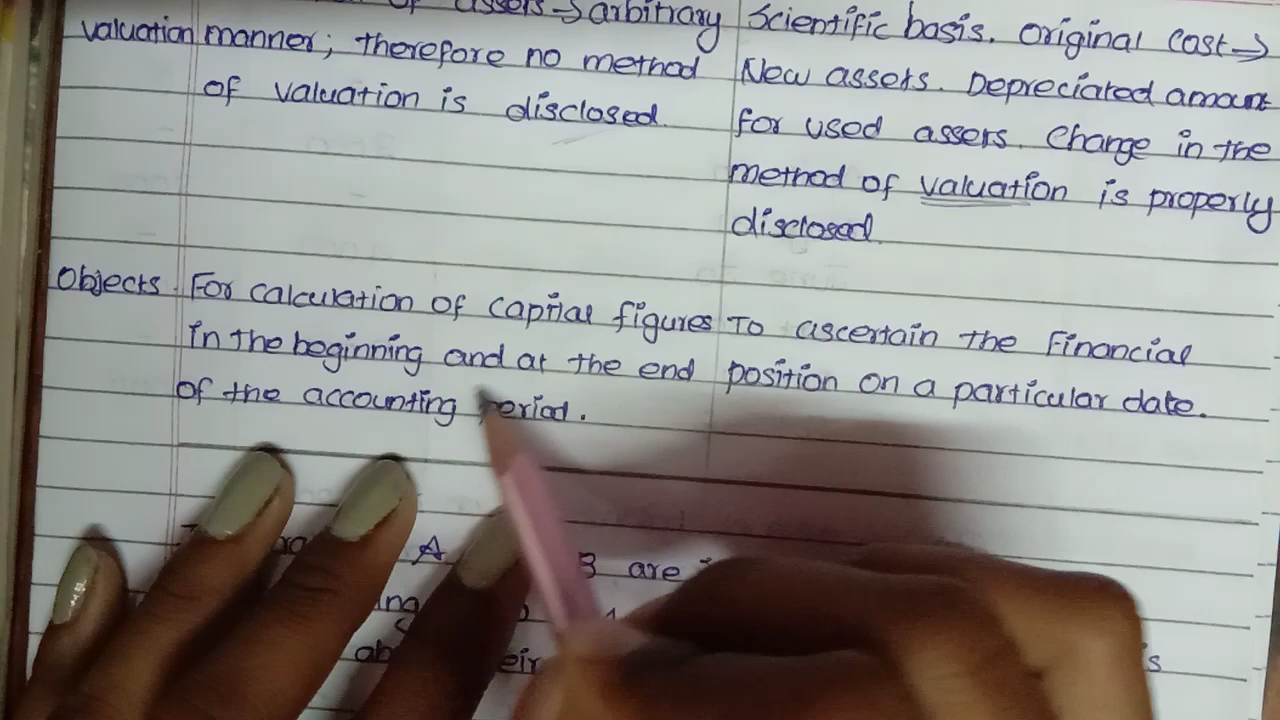 of assets → arbitrary Scientific basis. Original cost →
valuation manner; therefore no method New assets. Depreciated amount
of valuation is disclosed. for used assets. Change in the
method of valuation is properly
disclosed.
Objects. For calculation of capital figures To ascertain the Financial
in the beginning and at the end position on a particular date.
of the accounting period.
A are